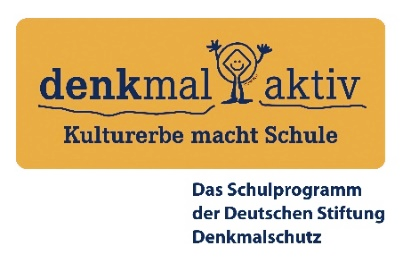 denkmal aktiv
Kulturerbe macht Schule
Das Schulprogramm
der Deutschen Stiftung
Denkmalschutz